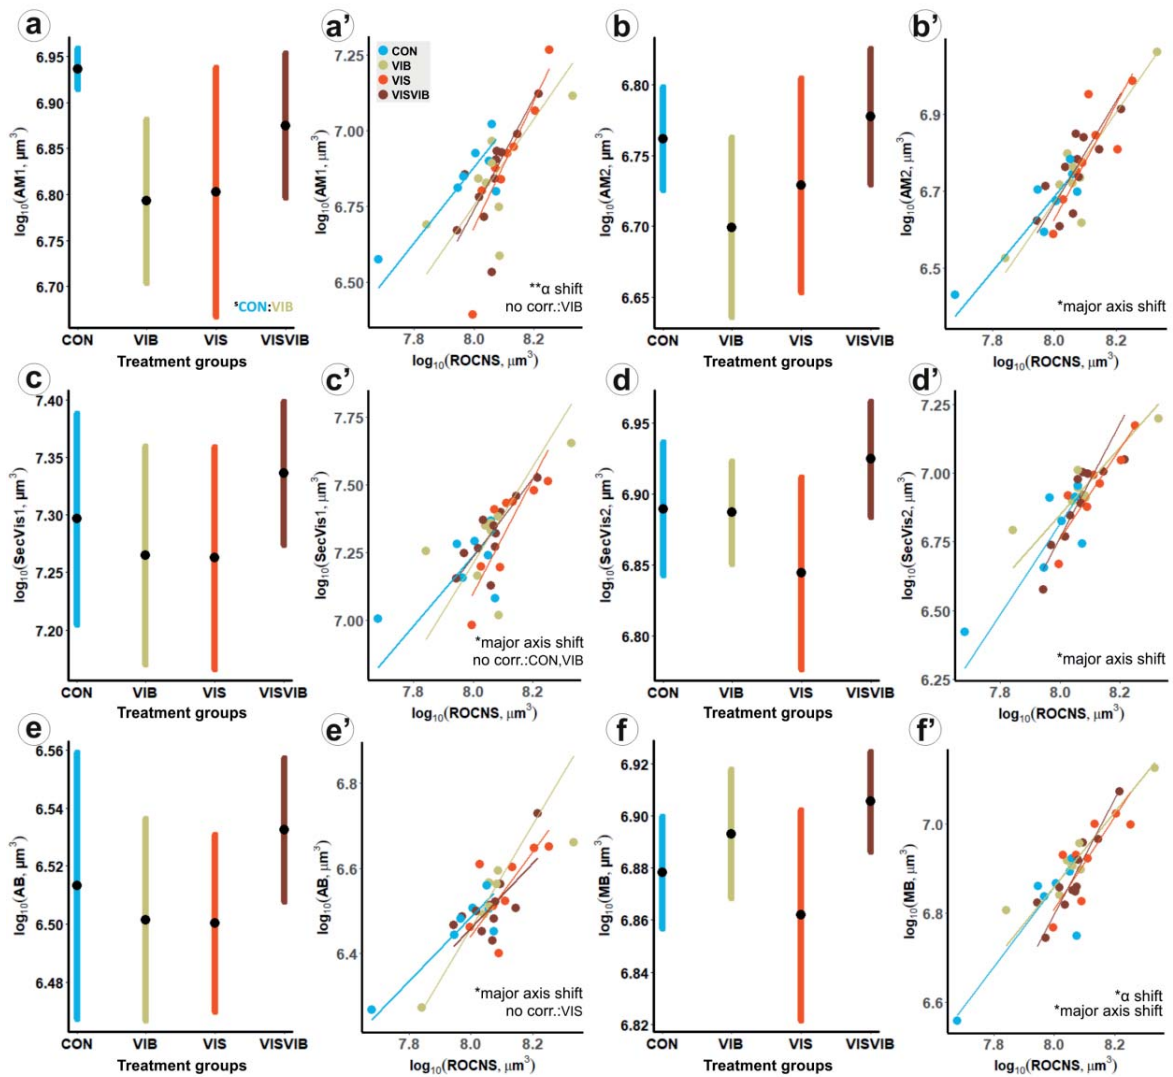 a
log₁₀(AM1, μm³)
6.95
6.90
6.85
6.80
6.75
6.70
ˢCON:VIB
CON VIB VIS VISVIB
Treatment groups
a'
log₁₀(AM1, μm³)
7.25
7.00
6.75
6.50
CON
VIB
VIS
VISVIB
**α shift
no corr.:VIB
7.8 8.0 8.2
log₁₀(ROCNS, μm³)
b
log₁₀(AM2, μm³)
6.80
6.75
6.70
6.65
CON VIB VIS VISVIB
Treatment groups
b'
log₁₀(AM2, μm³)
6.9
6.7
6.5
*major axis shift
7.8 8.0 8.2
log₁₀(ROCNS, μm³)
c
log₁₀(SecVis1, μm³)
7.40
7.35
7.30
7.25
7.20
CON VIB VIS VISVIB
Treatment groups
c'
log₁₀(SecVis1, μm³)
7.75
7.50
7.25
7.00
*major axis shift
no corr.:CON,VIB
7.8 8.0 8.2
log₁₀(ROCNS, μm³)
d
log₁₀(SecVis2, μm³)
6.95
6.90
6.85
6.80
CON VIB VIS VISVIB
Treatment groups
d'
log₁₀(SecVis2, μm³)
7.25
7.00
6.75
6.50
6.25
*major axis shift
7.8 8.0 8.2
log₁₀(ROCNS, μm³)
e
log₁₀(AB, μm³)
6.56
6.54
6.52
6.50
6.48
CON VIB VIS VISVIB
Treatment groups
e'
log₁₀(AB, μm³)
6.8
6.6
6.4
*major axis shift
no corr.:VIS
7.8 8.0 8.2
log₁₀(ROCNS, μm³)
f
log₁₀(MB, μm³)
6.92
6.90
6.88
6.86
6.84
6.82
CON VIB VIS VISVIB
Treatment groups
f'
log₁₀(MB, μm³)
7.0
6.8
6.6
*α shift
*major axis shift
7.8 8.0 8.2
log₁₀(ROCNS, μm³)